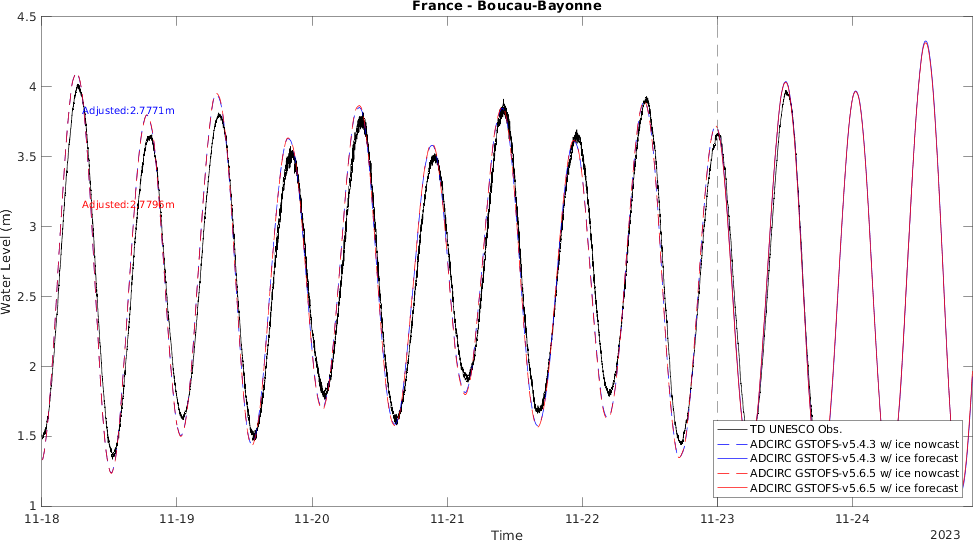 France - Boucau-Bayonne
4.5
4
3.5
3
2.5
2
1.5
1
Water Level (m)
Adjusted:2.7771m
Adjusted:2.7795m
TD UNESCO Obs.
ADCIRC GSTOFS-v5.4.3 w/ ice nowcast
ADCIRC GSTOFS-v5.4.3 w/ ice forecast
ADCIRC GSTOFS-v5.6.5 w/ ice nowcast
ADCIRC GSTOFS-v5.6.5 w/ ice forecast
11-18 11-19 11-20 11-21 11-22 11-23 11-24
Time
2023